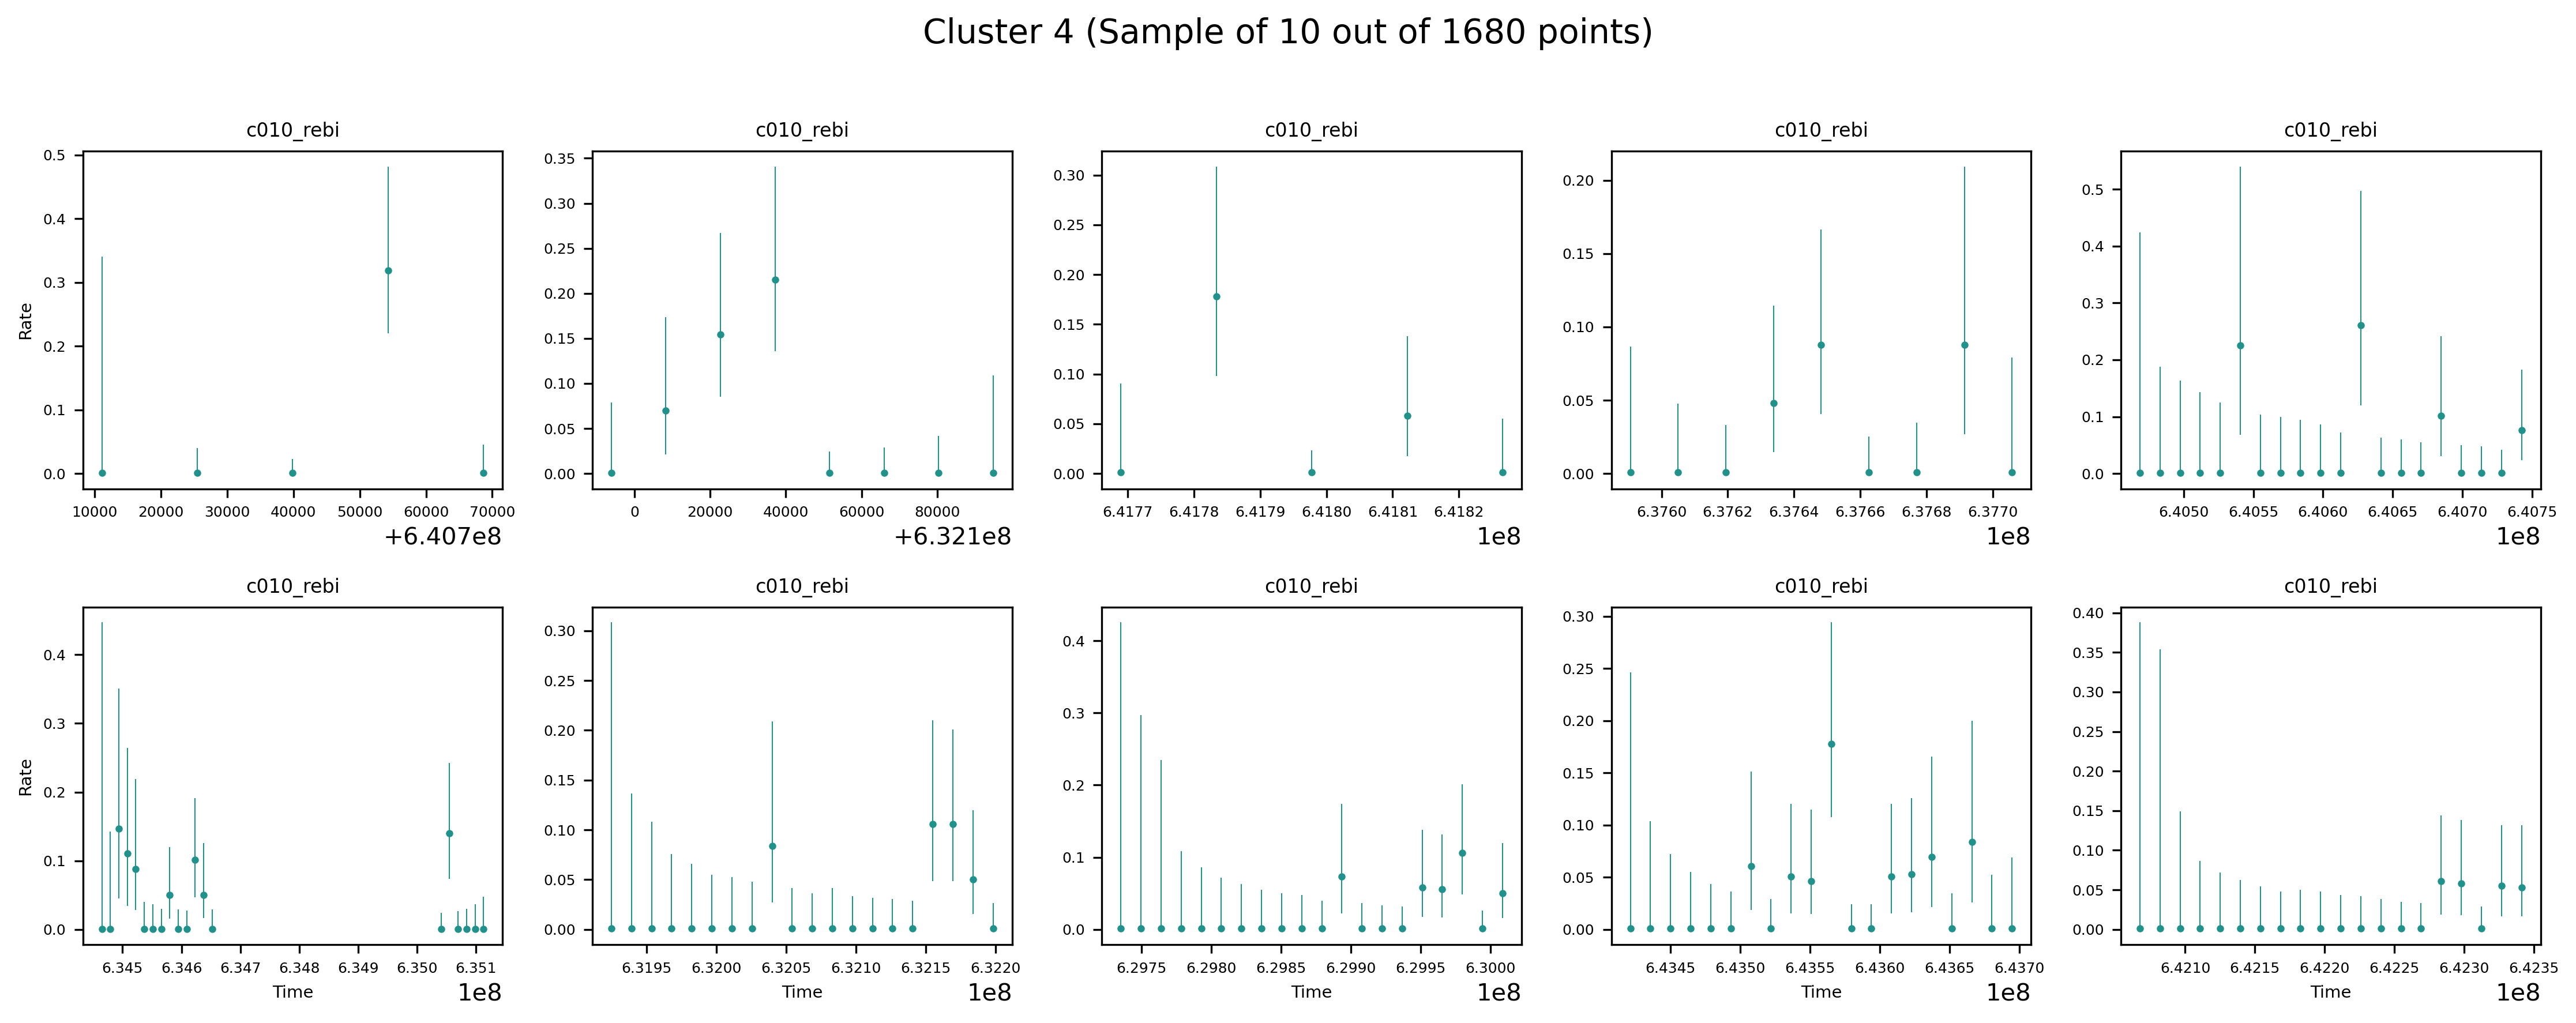 Cluster 4 (Sample of 10 out of 1680 points)
c010_rebi c010_rebi c010_rebi c010_rebi c010_rebi
Rate
0.5 0.4 0.3 0.2 0.1 0.0
10000 20000 30000 40000 50000 60000 70000
+6.407e8
0.35 0.30 0.25 0.20 0.15 0.10 0.05 0.00
0 20000 40000 60000 80000
+6.321e8
0.30 0.25 0.20 0.15 0.10 0.05 0.00
6.4177 6.4178 6.4179 6.4180 6.4181 6.4182
1e8
0.20 0.15 0.10 0.05 0.00
6.3760 6.3762 6.3764 6.3766 6.3768 6.3770
1e8
0.5 0.4 0.3 0.2 0.1 0.0
6.4050 6.4055 6.4060 6.4065 6.4070 6.4075
1e8
c010_rebi c010_rebi c010_rebi c010_rebi c010_rebi
Rate
0.4 0.3 0.2 0.1 0.0
6.345 6.346 6.347 6.348 6.349 6.350 6.351
Time 1e8
0.30 0.25 0.20 0.15 0.10 0.05 0.00
6.3195 6.3200 6.3205 6.3210 6.3215 6.3220
Time 1e8
0.4 0.3 0.2 0.1 0.0
6.2975 6.2980 6.2985 6.2990 6.2995 6.3000
Time 1e8
0.30 0.25 0.20 0.15 0.10 0.05 0.00
6.4345 6.4350 6.4355 6.4360 6.4365 6.4370
Time 1e8
0.40 0.35 0.30 0.25 0.20 0.15 0.10 0.05 0.00
6.4210 6.4215 6.4220 6.4225 6.4230 6.4235
Time 1e8